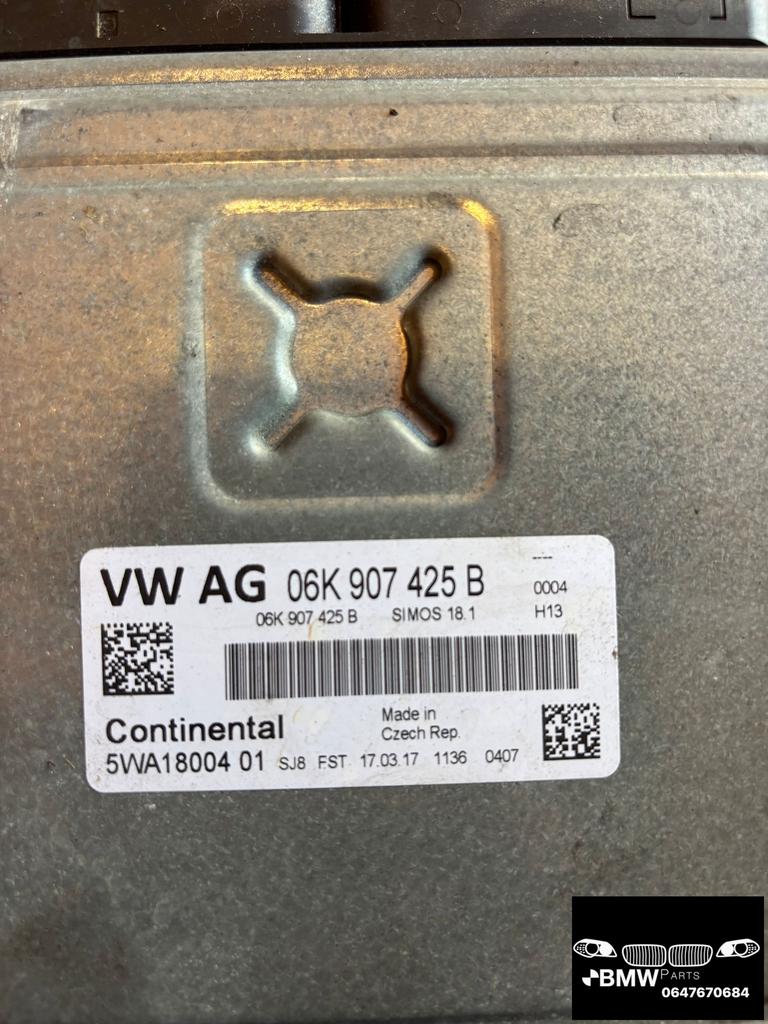 VW AG 06K 907 425 B
----
0004
06K 907 425 B SIMOS 18.1 H13
Continental
Made in
Czech Rep.
5WA18004 01 SJ8 FST 17.03.17 1136 0407
BMW PARTS
0647670684